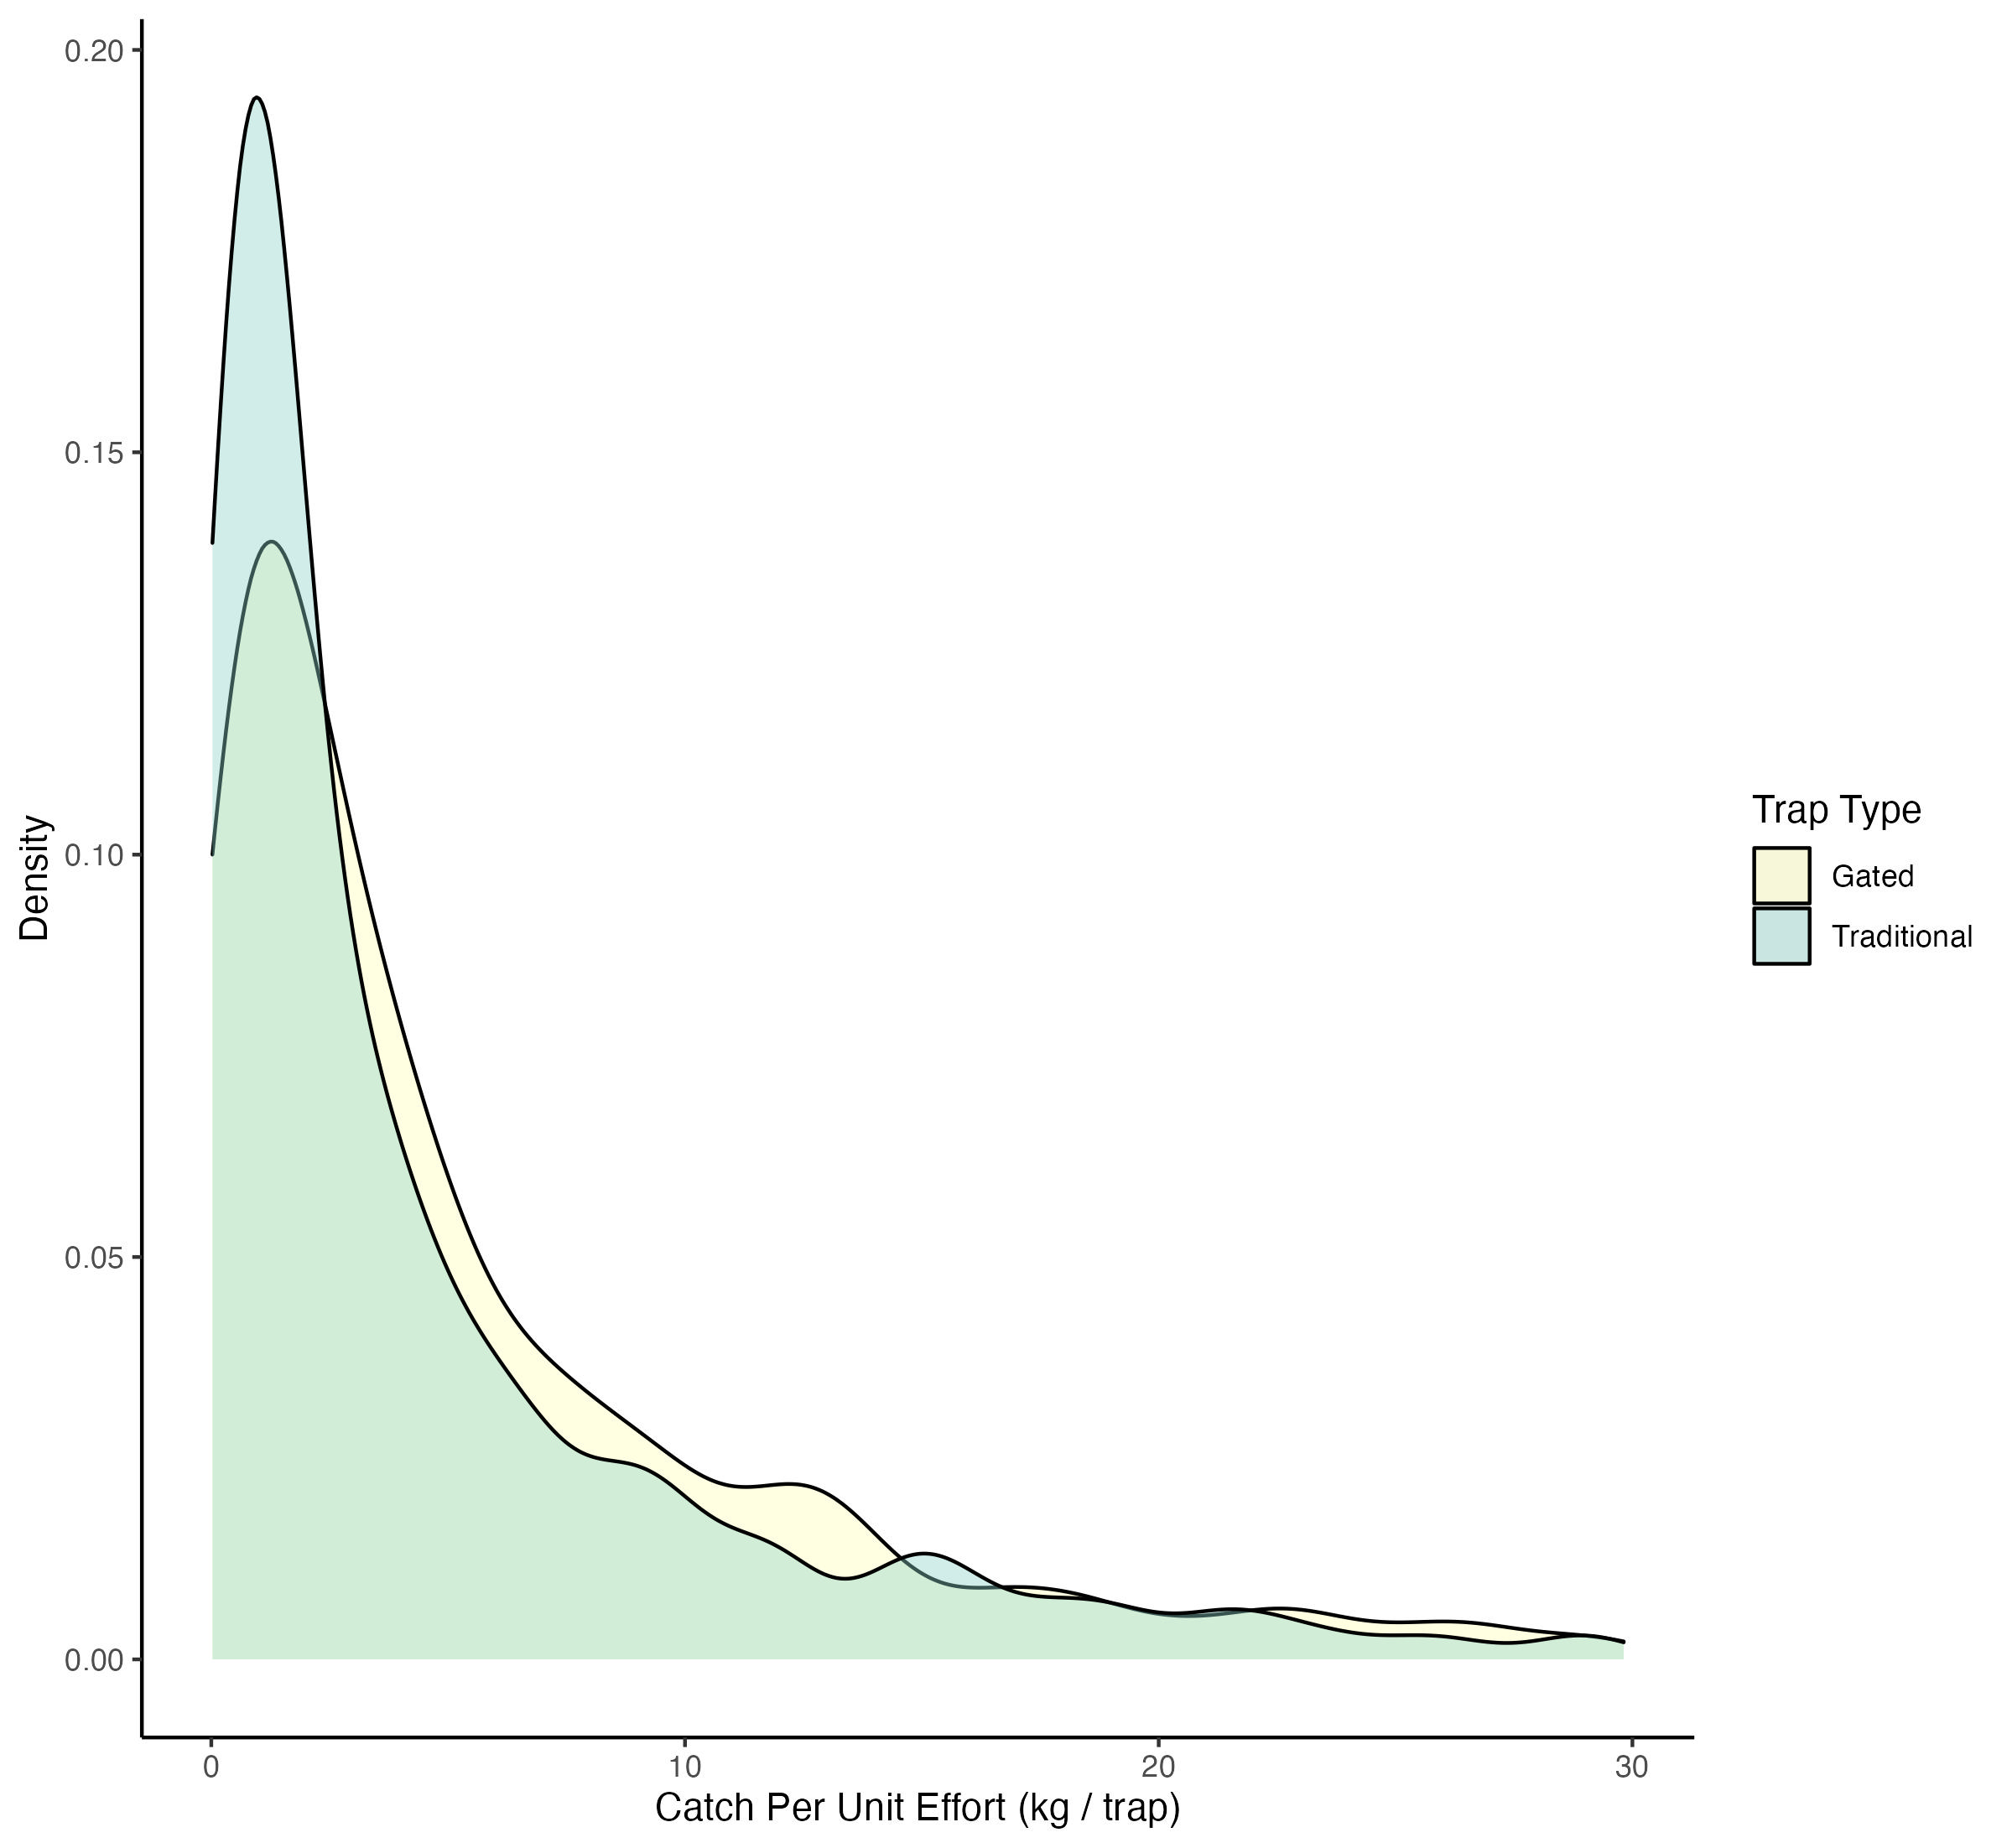 0.20
0.15
0.10
0.05
0.00
Density
0 10 20 30
Catch Per Unit Effort (kg / trap)
Trap Type
Gated
Traditional